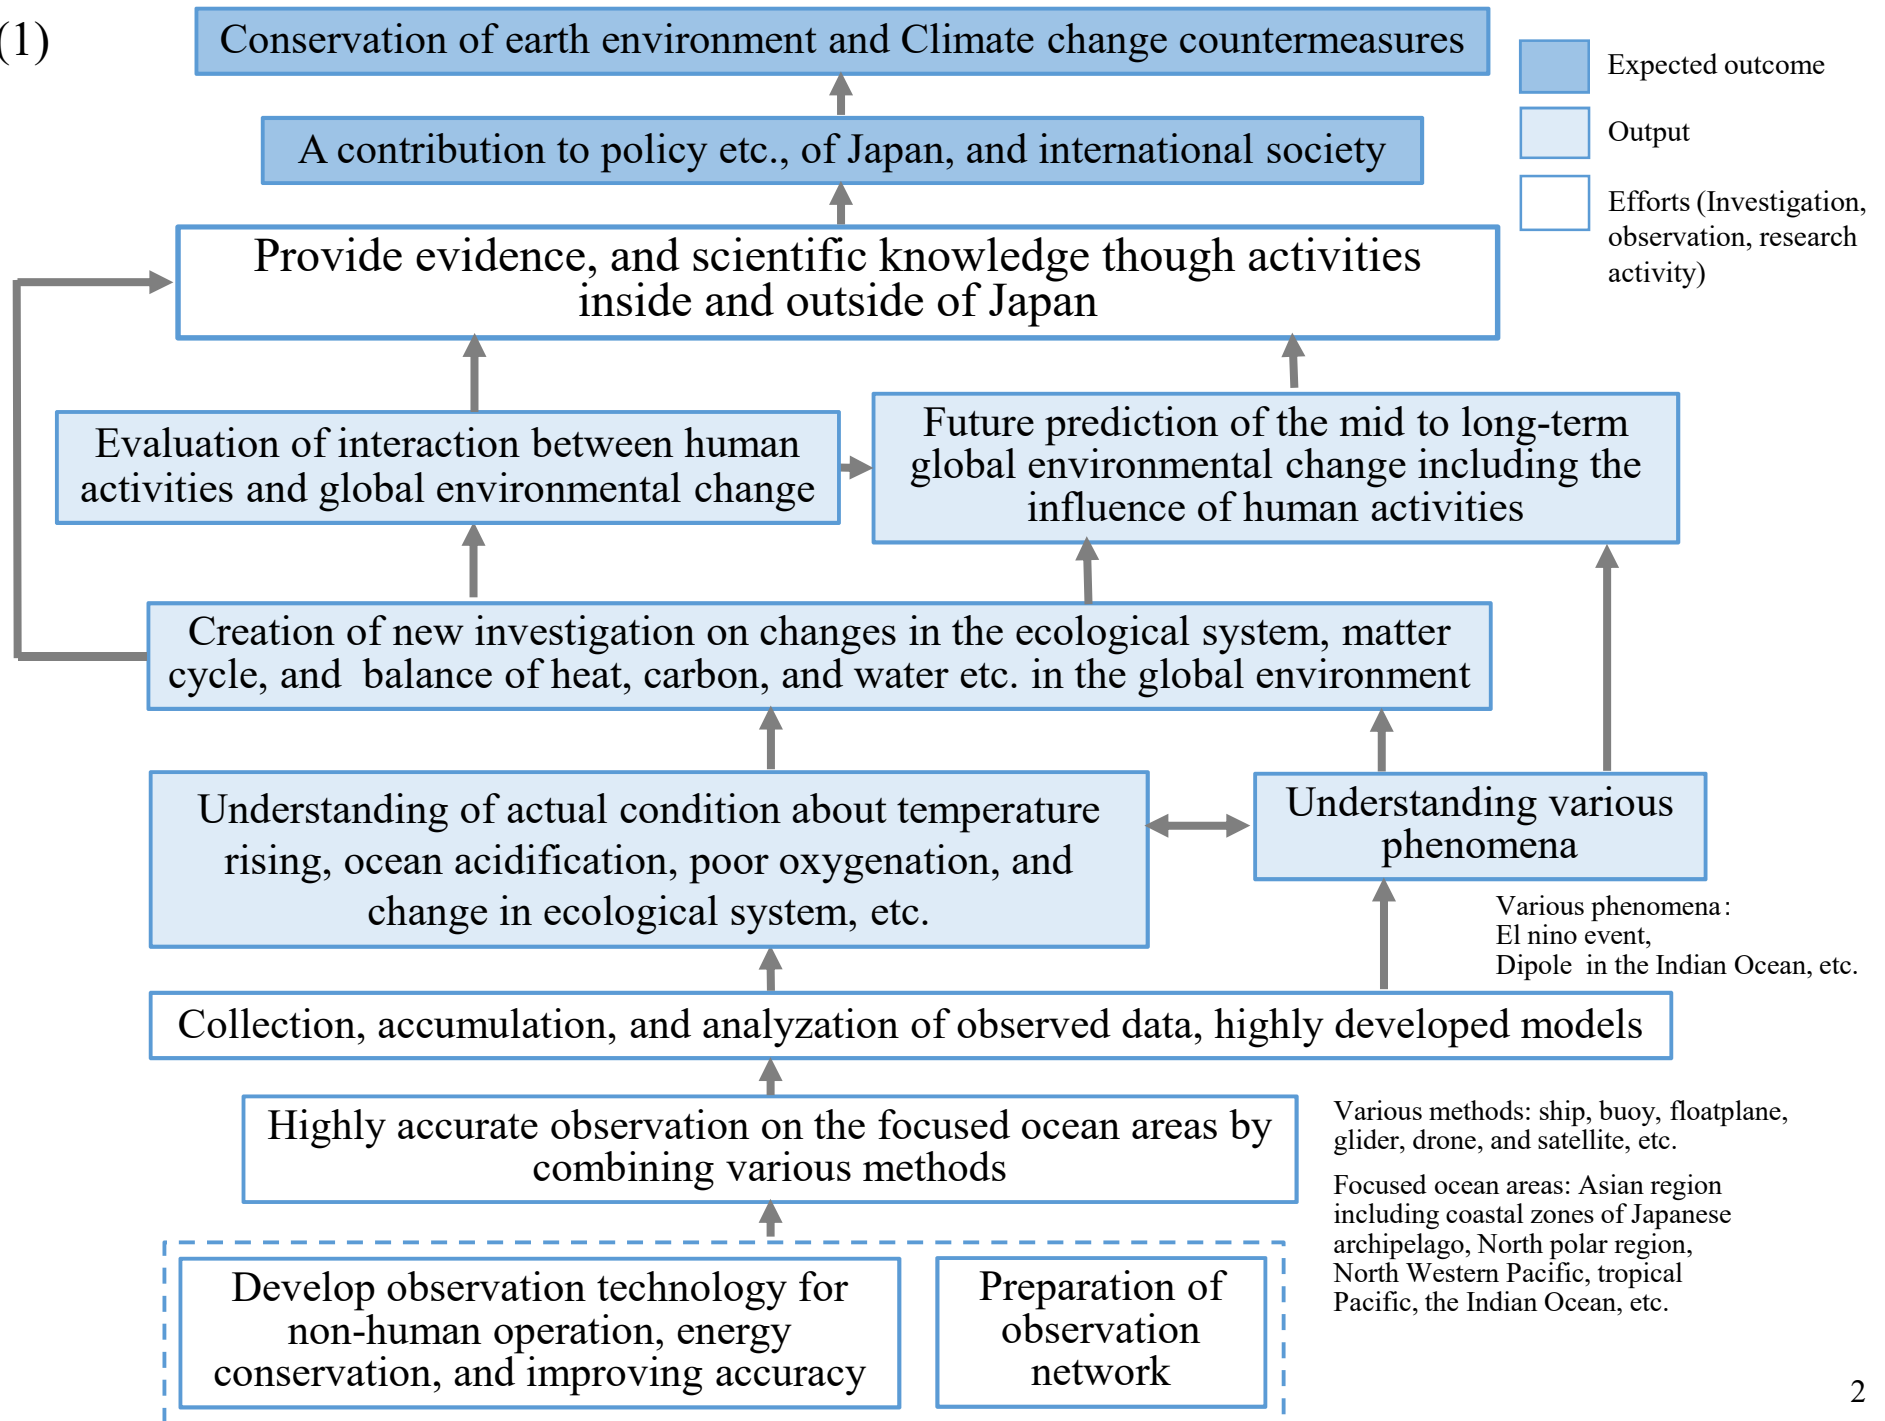 (1)
Conservation of earth environment and Climate change countermeasures
Expected outcome
Output
A contribution to policy etc., of Japan, and international society
Efforts (Investigation,
observation, research
activity)
Provide evidence, and scientific knowledge though activities
inside and outside of Japan
Evaluation of interaction between human
activities and global environmental change
Future prediction of the mid to long-term
global environmental change including the
influence of human activities
Creation of new investigation on changes in the ecological system, matter
cycle, and balance of heat, carbon, and water etc. in the global environment
Understanding of actual condition about temperature
rising, ocean acidification, poor oxygenation, and
change in ecological system, etc.
Understanding various
phenomena
Various phenomena:
El nino event,
Dipole in the Indian Ocean, etc.
Collection, accumulation, and analyzation of observed data, highly developed models
Highly accurate observation on the focused ocean areas by
combining various methods
Various methods: ship, buoy, floatplane,
glider, drone, and satellite, etc.
Focused ocean areas: Asian region
including coastal zones of Japanese
archipelago, North polar region,
North Western Pacific, tropical
Pacific, the Indian Ocean, etc.
Develop observation technology for
non-human operation, energy
conservation, and improving accuracy
Preparation of
observation
network
2